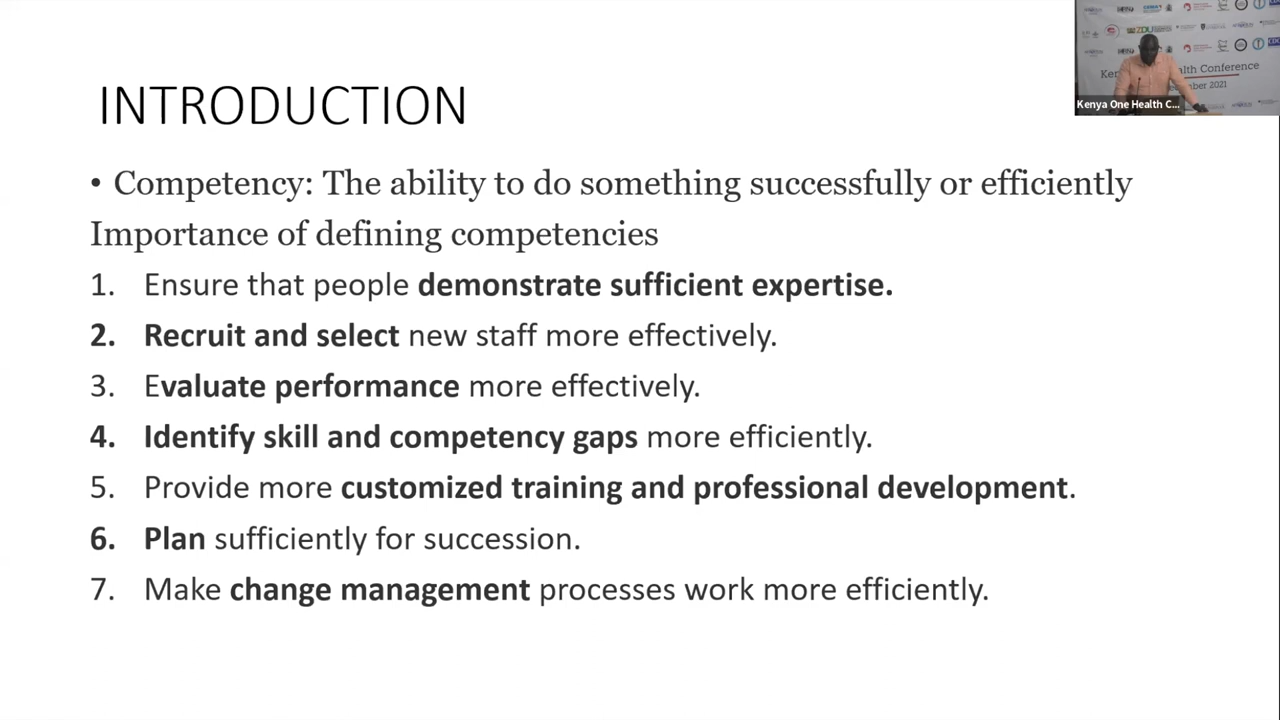 INTRODUCTION
• Competency: The ability to do something successfully or efficiently
Importance of defining competencies
1. Ensure that people demonstrate sufficient expertise.
2. Recruit and select new staff more effectively.
3. Evaluate performance more effectively.
4. Identify skill and competency gaps more efficiently.
5. Provide more customized training and professional development.
6. Plan sufficiently for succession.
7. Make change management processes work more efficiently.
Health Conference
2021
Kenya One Health C...